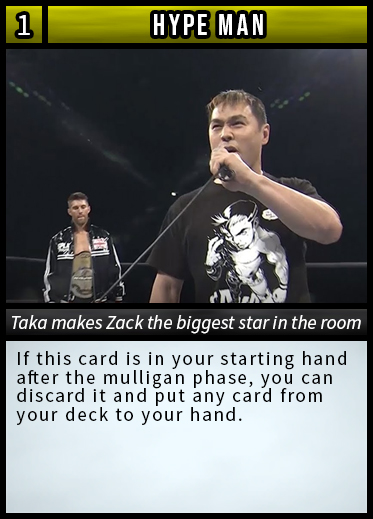 1
HYPE MAN
Taka makes Zack the biggest star in the room
If this card is in your starting hand
after the mulligan phase, you can
discard it and put any card from
your deck to your hand.